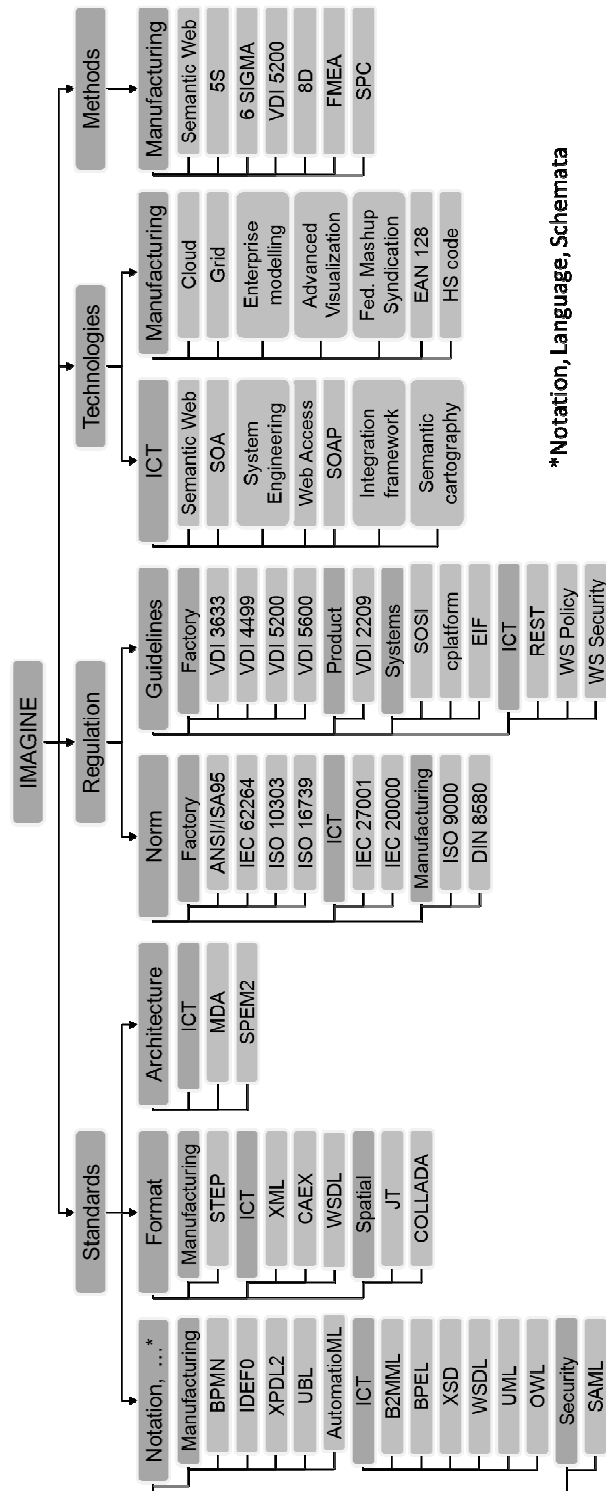 IMAGINE
Standards
Regulation
Technologies
Methods
Notation, ...*
Manufacturing
BPMN
IDEF0
XPDL2
UBL
AutomatioML
ICT
B2MML
BPEL
XSD
WSDL
UML
OWL
Security
SAML
Format
Manufacturing
STEP
ICT
XML
CAEX
WSDL
Spatial
JT
COLLADA
Architecture
ICT
MDA
SPEM2
Norm
Factory
ANSI/ISA95
IEC 62264
ISO 10303
ISO 16739
ICT
IEC 27001
IEC 20000
Manufacturing
ISO 9000
DIN 8580
Guidelines
Factory
VDI 3633
VDI 4499
VDI 5200
VDI 5600
Product
VDI 2209
Systems
SOSI
cplatform
EIF
ICT
REST
WS Policy
WS Security
ICT
Semantic Web
SOA
System
Engineering
Web Access
SOAP
Integration
framework
Semantic
cartography
Manufacturing
Cloud
Grid
Enterprise
modelling
Advanced
Visualization
Fed. Mashup
Syndication
EAN 128
HS code
Manufacturing
Semantic Web
5S
6 SIGMA
VDI 5200
8D
FMEA
SPC
*Notation, Language, Schemata